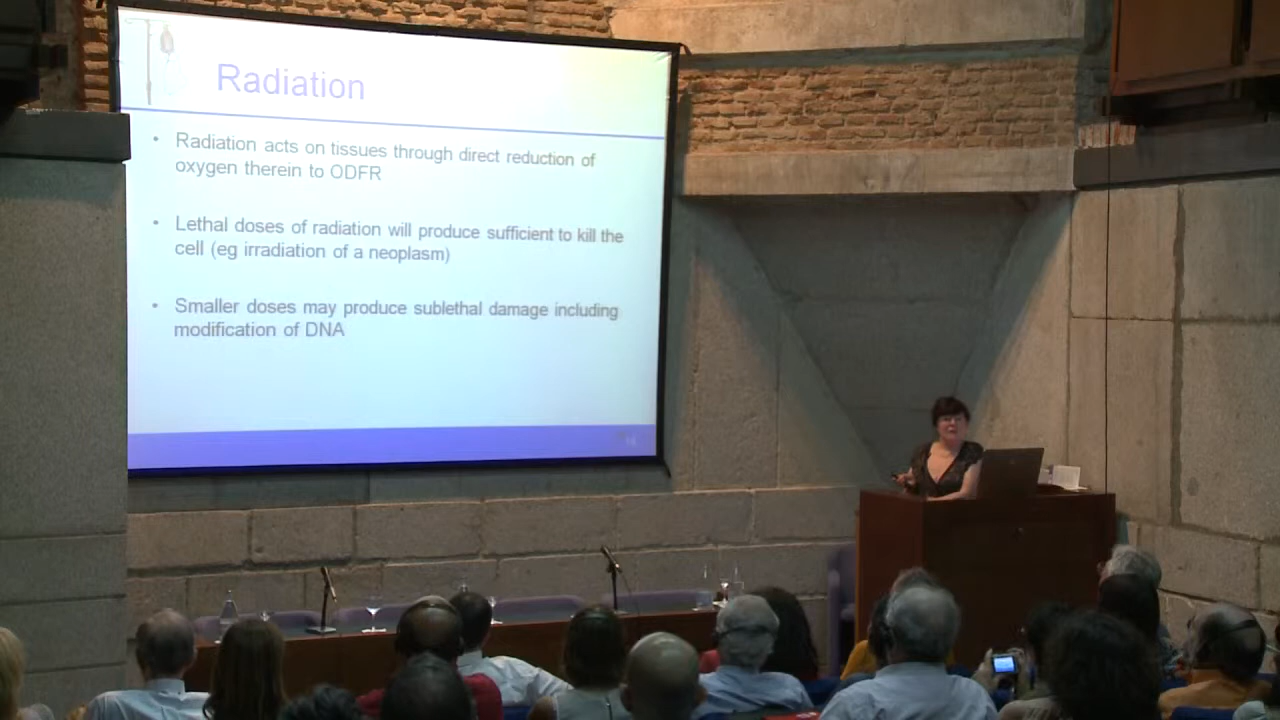 Radiation
• Radiation acts on tissues through direct reduction of
oxygen therein to ODFR
• Lethal doses of radiation will produce sufficient to kill the
cell (eg irradiation of a neoplasm)
• Smaller doses may produce sublethal damage including
modification of DNA